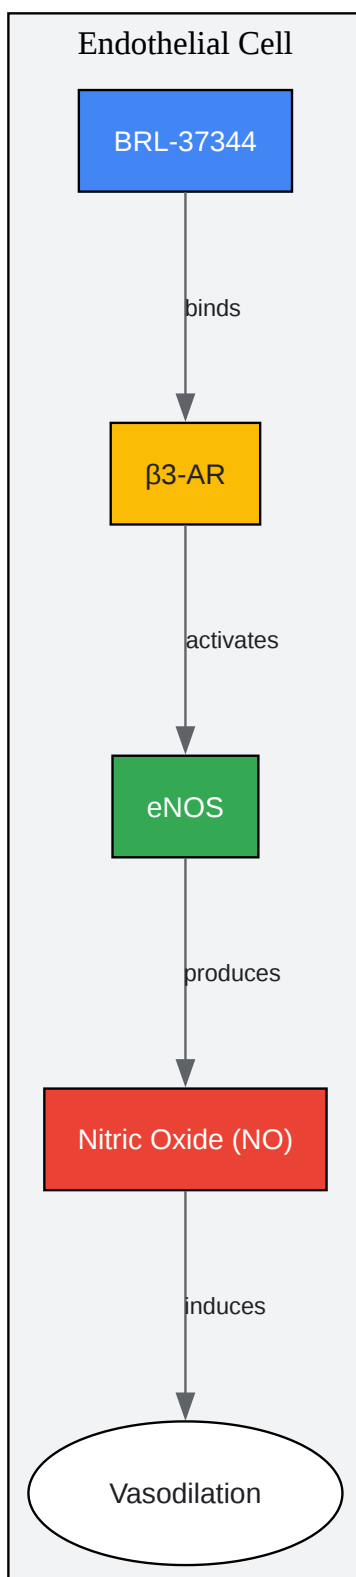 Endothelial Cell
BRL-37344
binds
β3-AR
activates
eNOS
produces
Nitric Oxide (NO)
induces
Vasodilation